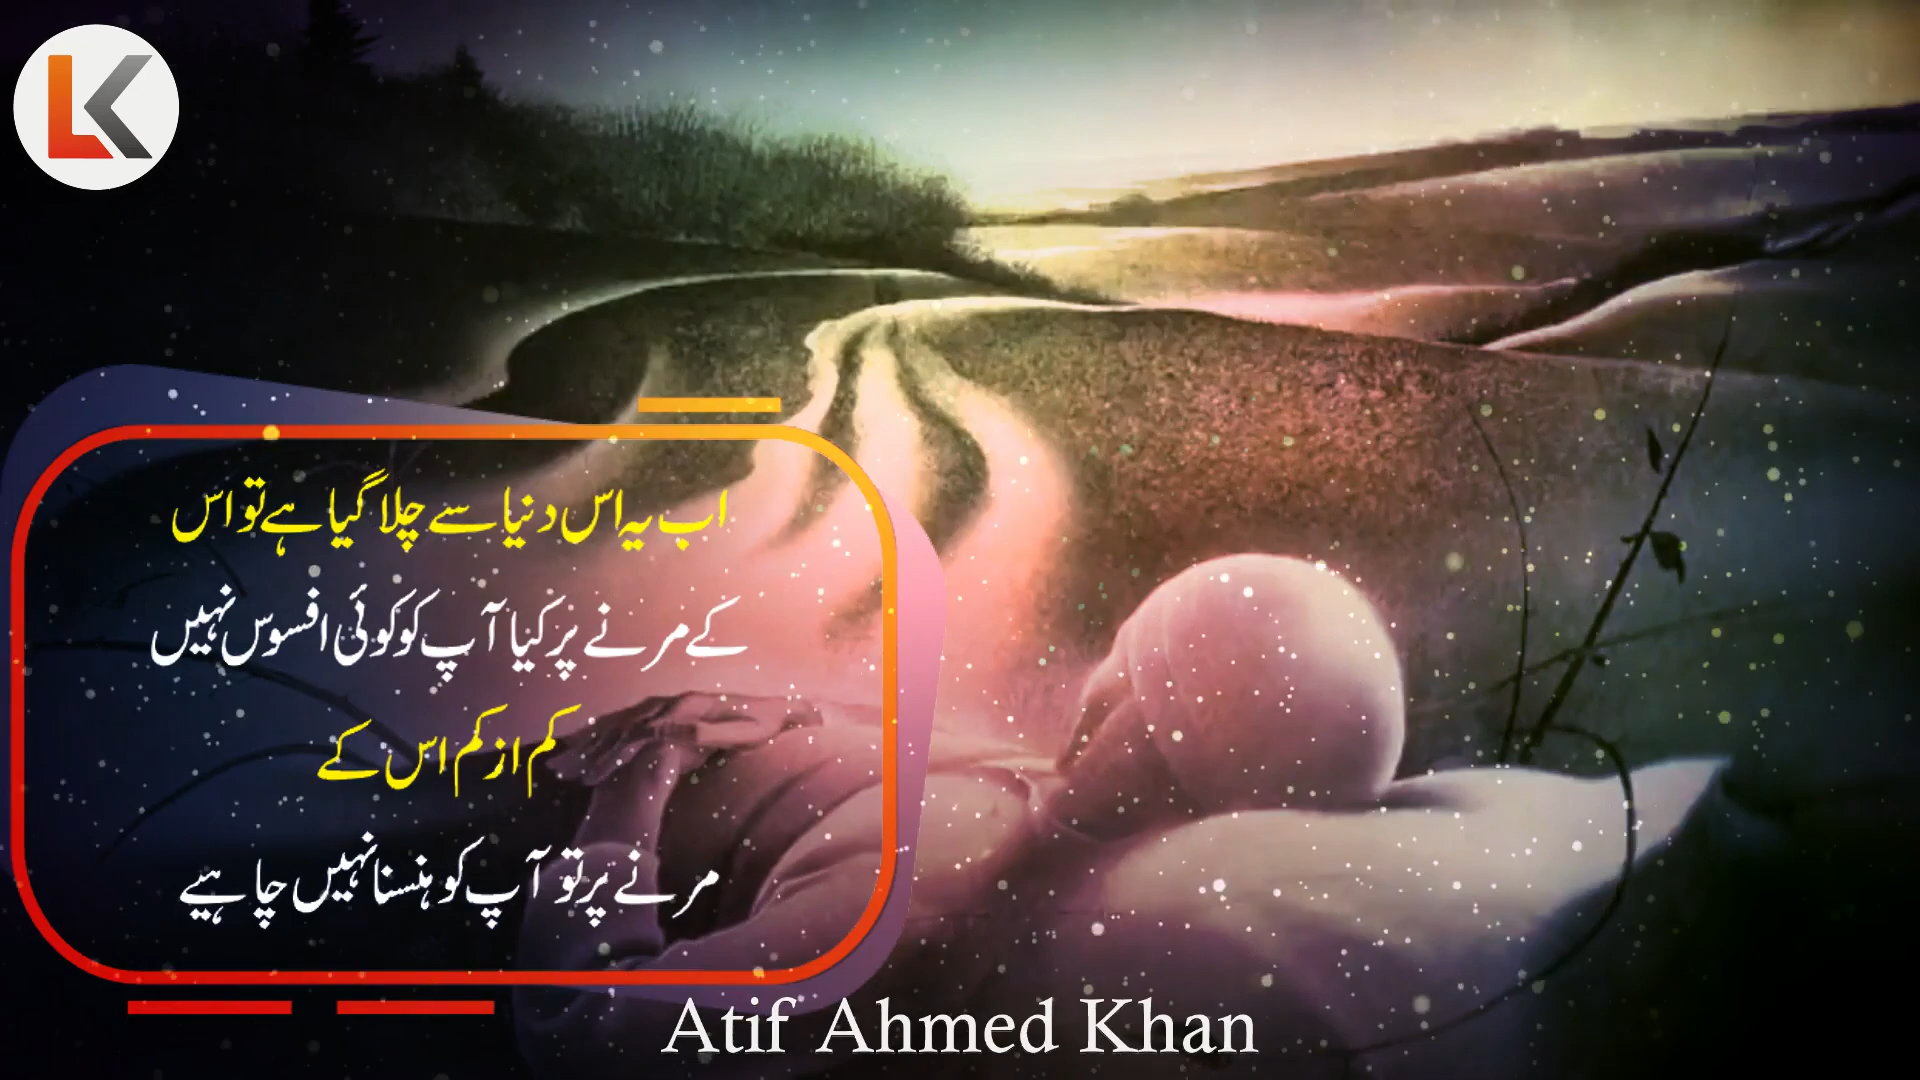 LK
اب یہ اس دنیا سے چلا گیا ہے تو اس
کے مرنے پر کیا آپ کو کوئی افسوس نہیں
کم از کم اس کے
مرنے پر تو آپ کو ہنسنا نہیں چاہیے
Atif Ahmed Khan